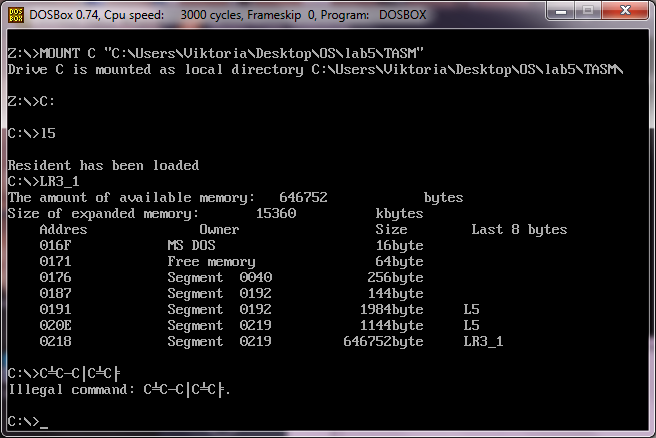 DOSBox 0.74, Cpu speed: 3000 cycles, Frameskip 0, Program: DOSBOX
Z:\>MOUNT C "C:\Users\Viktoria\Desktop\OS\lab5\TASM"
Drive C is mounted as local directory C:\Users\Viktoria\Desktop\OS\lab5\TASM\
Z:\>C:
C:\>l5
Resident has been loaded
C:\>LR3_1
The amount of available memory: 646752 bytes
Size of expanded memory: 15360 kbytes
Addres Owner Size Last 8 bytes
016F MS DOS 16byte
0171 Free memory 64byte
0176 Segment 0040 256byte
0187 Segment 0192 144byte
0191 Segment 0192 1984byte L5
020E Segment 0219 1144byte L5
0218 Segment 0219 646752byte LR3_1
C:\>C╩C─C│C╩C╞
Illegal command: C╩C─C│C╩C╞.
C:\>_